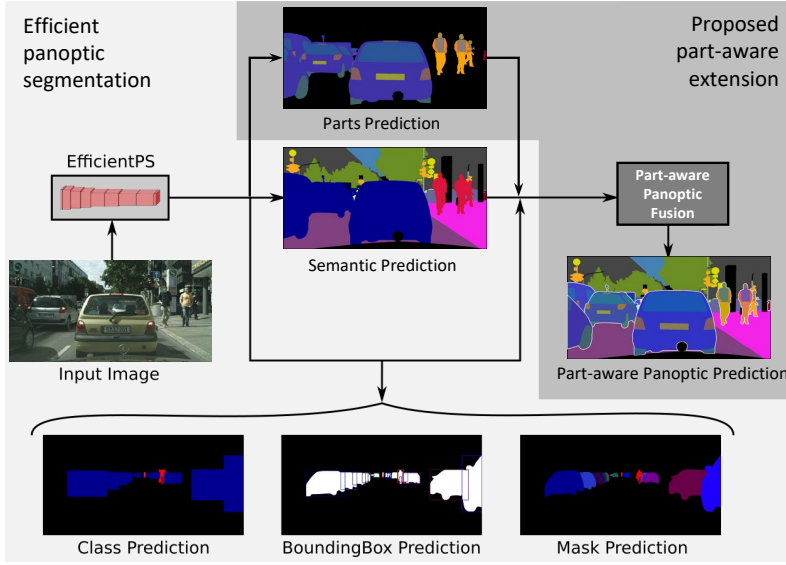 Efficient
panoptic
segmentation
Proposed
part-aware
extension
Parts Prediction
EfficientPS
Part-aware
Panoptic
Fusion
Semantic Prediction
Input Image
Part-aware Panoptic Prediction
Class Prediction
BoundingBox Prediction
Mask Prediction